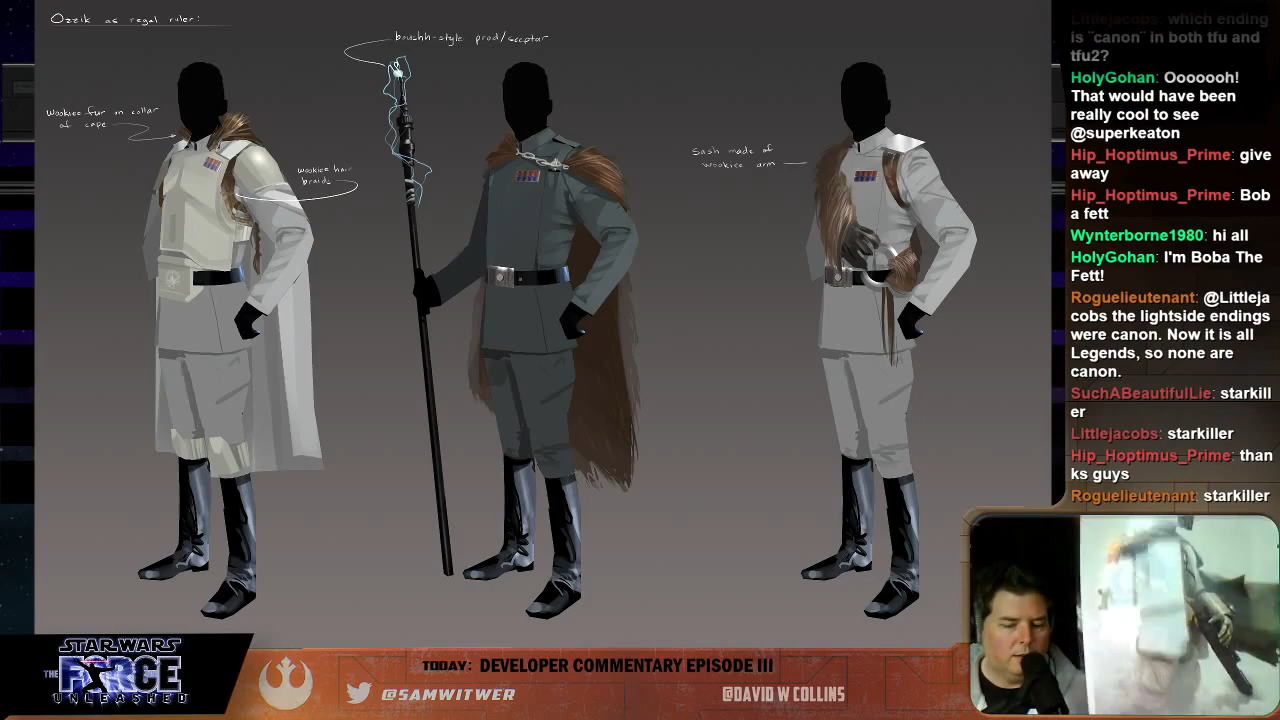 Ozzik as regal ruler:
boushh-style prod/sceptar
Wookiee fur on collar
of cape
wookiee hair
braids
Sash made of
wookiee arm
Littlejacobs: which ending
is "canon" in both tfu and
tfu2?
HolyGohan: Ooooooh!
That would have been
really cool to see
@superkeaton
Hip_Hoptimus_Prime: give
away
Hip_Hoptimus_Prime: Bob
a fett
Wynterborne1980: hi all
HolyGohan: I'm Boba The
Fett!
Roguelieutenant: @Littleja
cobs the lightside endings
were canon. Now it is all
Legends, so none are
canon.
SuchABeautifulLie: starkill
er
Littlejacobs: starkiller
Hip_Hoptimus_Prime: than
ks guys
Roguelieutenant: starkiller
STAR WARS
THE FORCE
UNLEASHED
TODAY: DEVELOPER COMMENTARY EPISODE III
@SAMWITWER
@DAVID W COLLINS